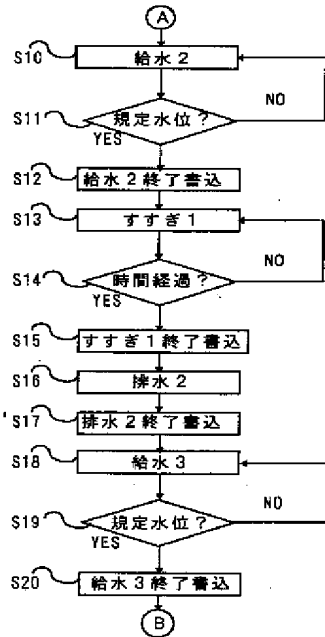 A
S10 給水2
NO
S11 規定水位?
YES
S12 給水2終了書込
S13 すすぎ1
NO
S14 時間経過?
YES
S15 すすぎ1終了書込
S16 排水2
S17 排水2終了書込
S18 給水3
NO
S19 規定水位?
YES
S20 給水3終了書込
B